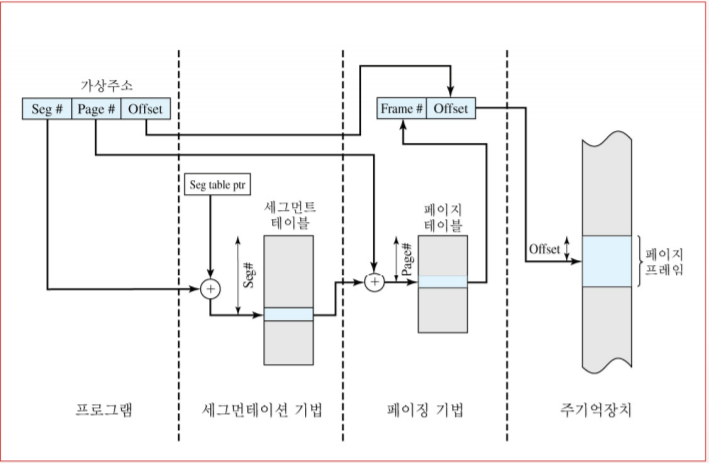 가상주소
Seg # Page # Offset
Frame # Offset
Seg table ptr
세그먼트
테이블
페이지
테이블
Seg#
Page#
Offset
페이지
프레임
프로그램
세그먼테이션 기법
페이징 기법
주기억장치